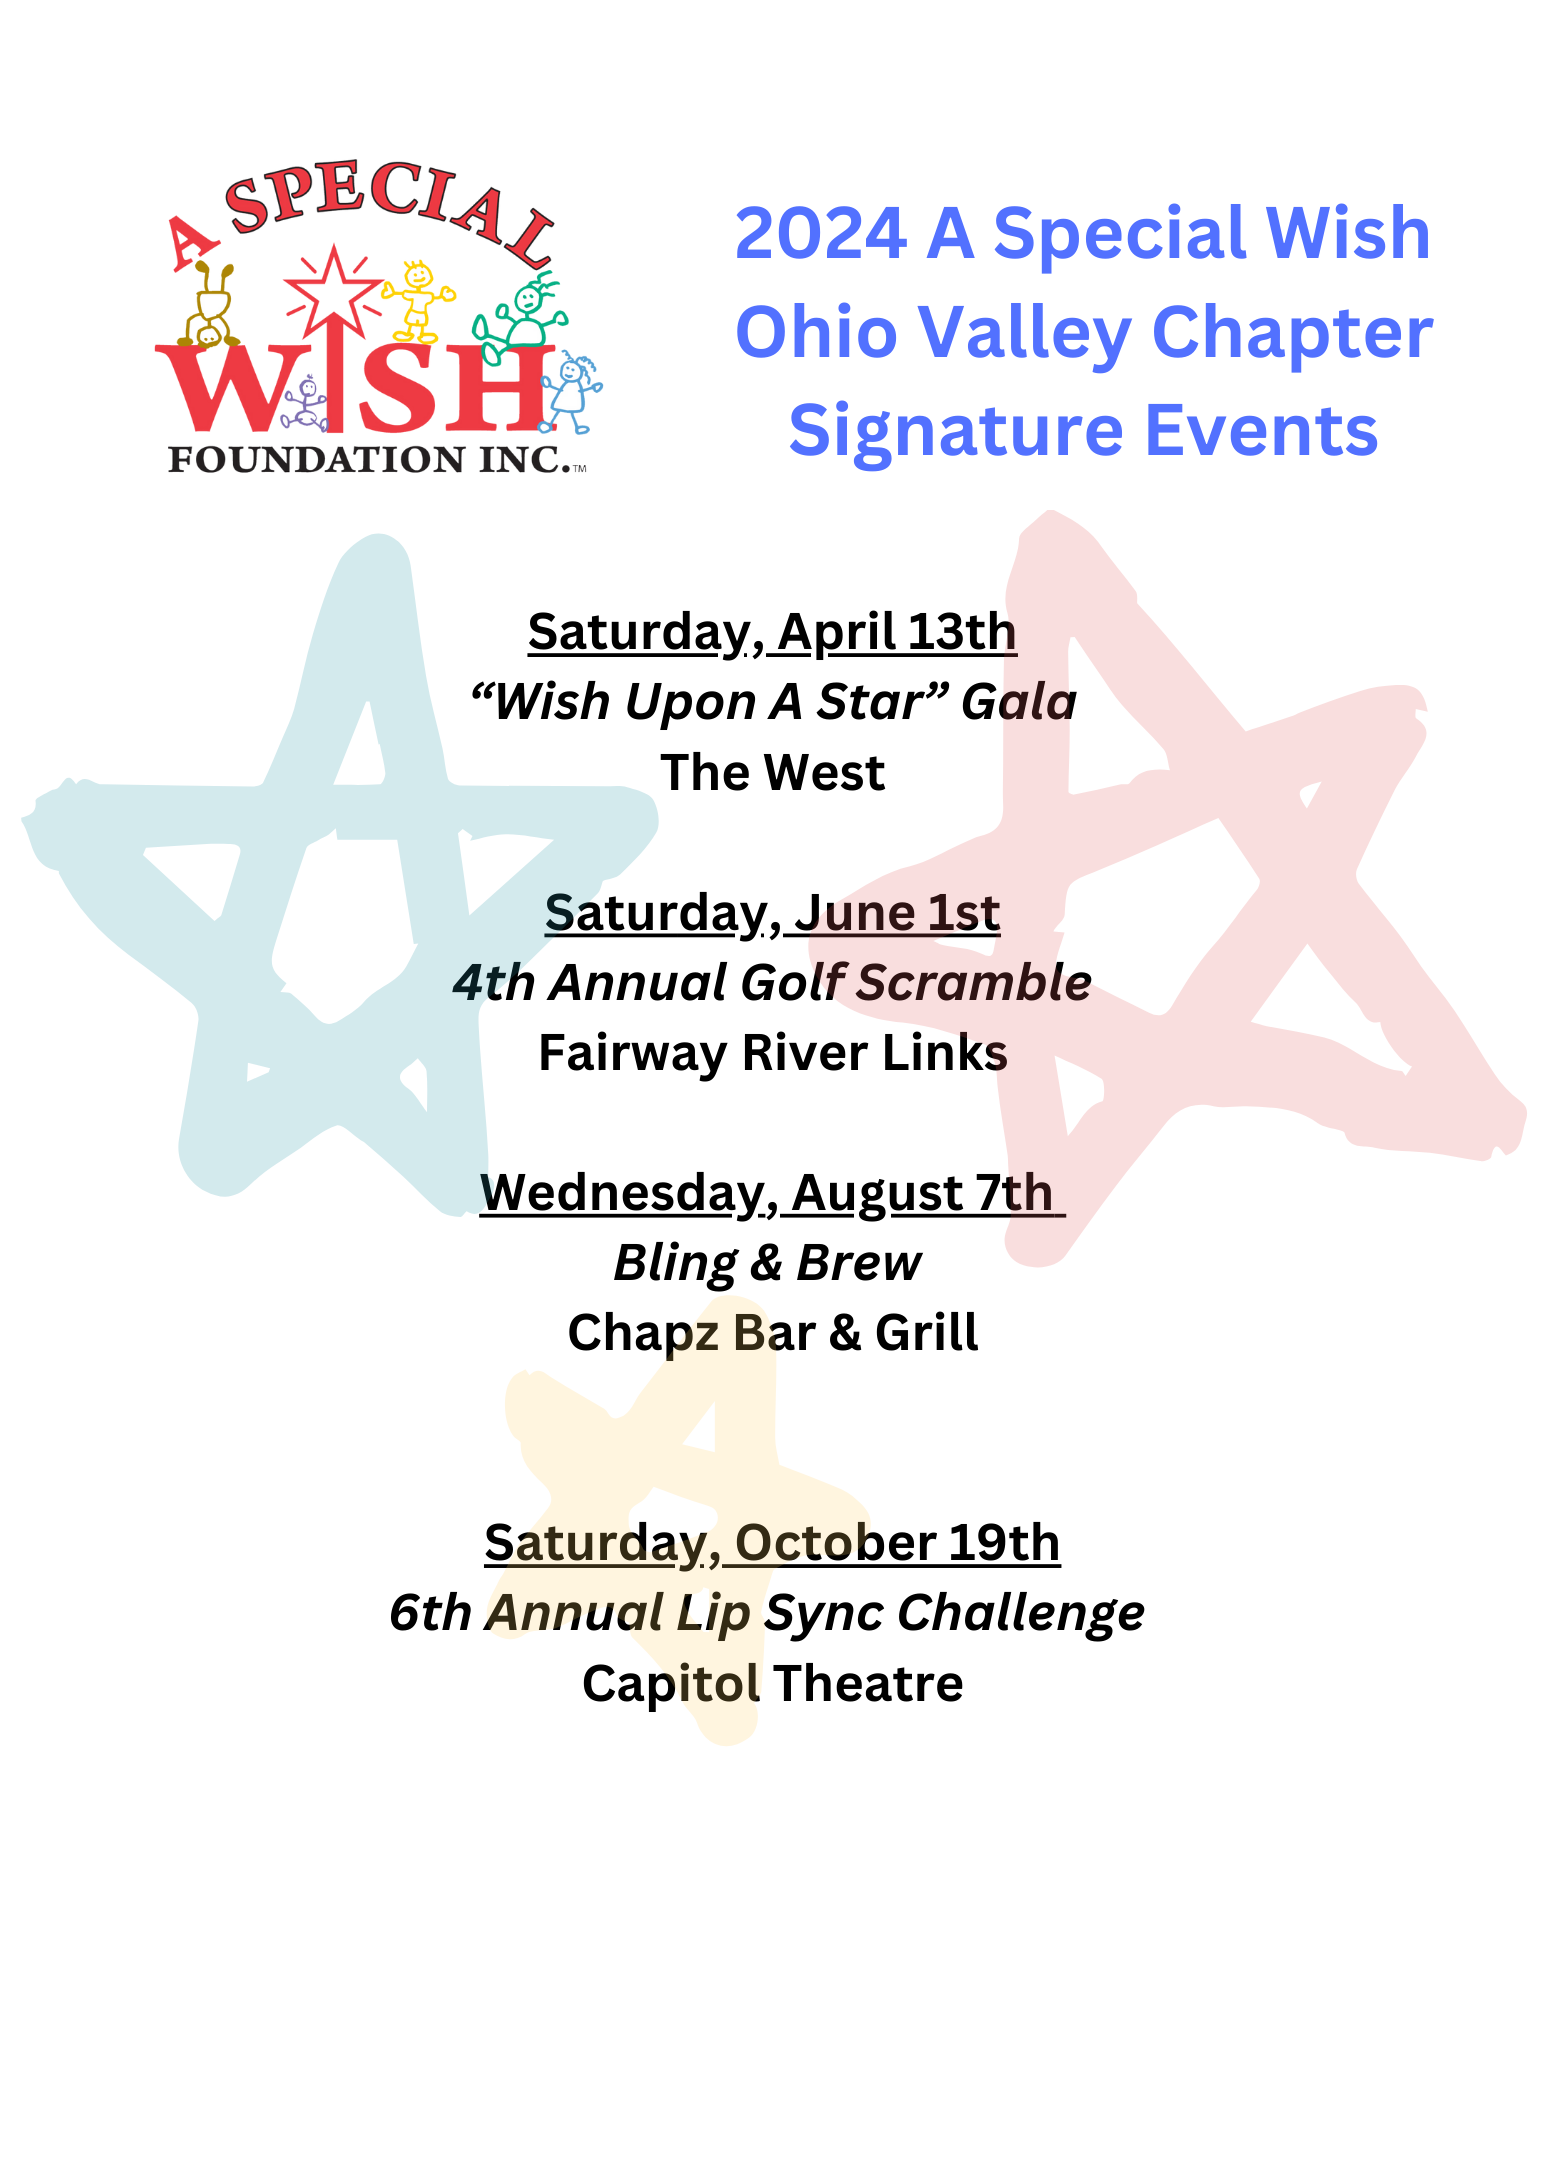 A SPECIAL
WISH
FOUNDATION INC.™
2024 A Special Wish
Ohio Valley Chapter
Signature Events
Saturday, April 13th
“Wish Upon A Star” Gala
The West
Saturday, June 1st
4th Annual Golf Scramble
Fairway River Links
Wednesday, August 7th
Bling & Brew
Chapz Bar & Grill
Saturday, October 19th
6th Annual Lip Sync Challenge
Capitol Theatre